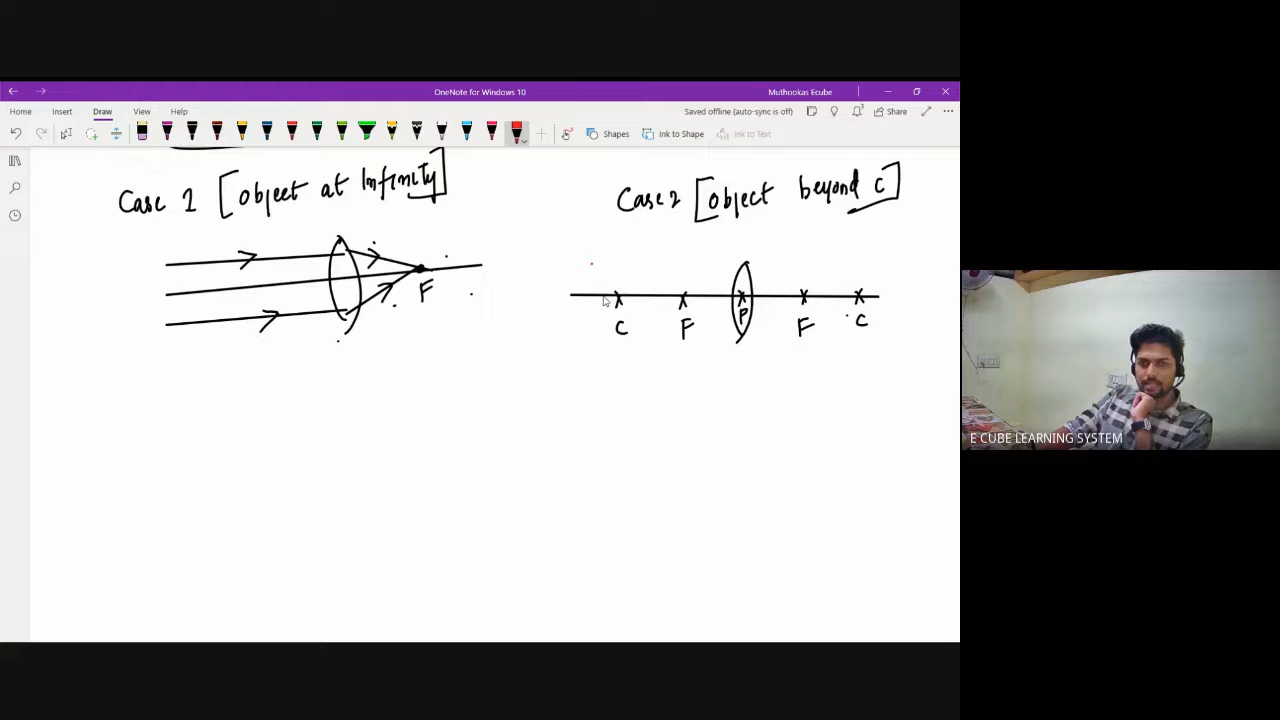 OneNote for Windows 10
Muthookas Ecube
Home Insert Draw View Help
Saved offline (auto-sync is off)
Share
Shapes
Ink to Shape
Ink to Text
Case 1 [object at Infinity]
Case 2 [object beyond C]
F
C F P F C
E CUBE LEARNING SYSTEM